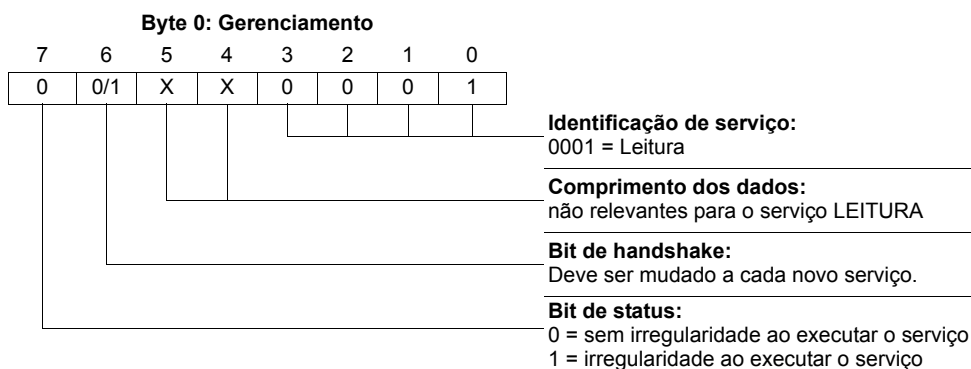 Byte 0: Gerenciamento
7 6 5 4 3 2 1 0
0 0/1 X X 0 0 0 1
Identificação de serviço:
0001 = Leitura
Comprimento dos dados:
não relevantes para o serviço LEITURA
Bit de handshake:
Deve ser mudado a cada novo serviço.
Bit de status:
0 = sem irregularidade ao executar o serviço
1 = irregularidade ao executar o serviço